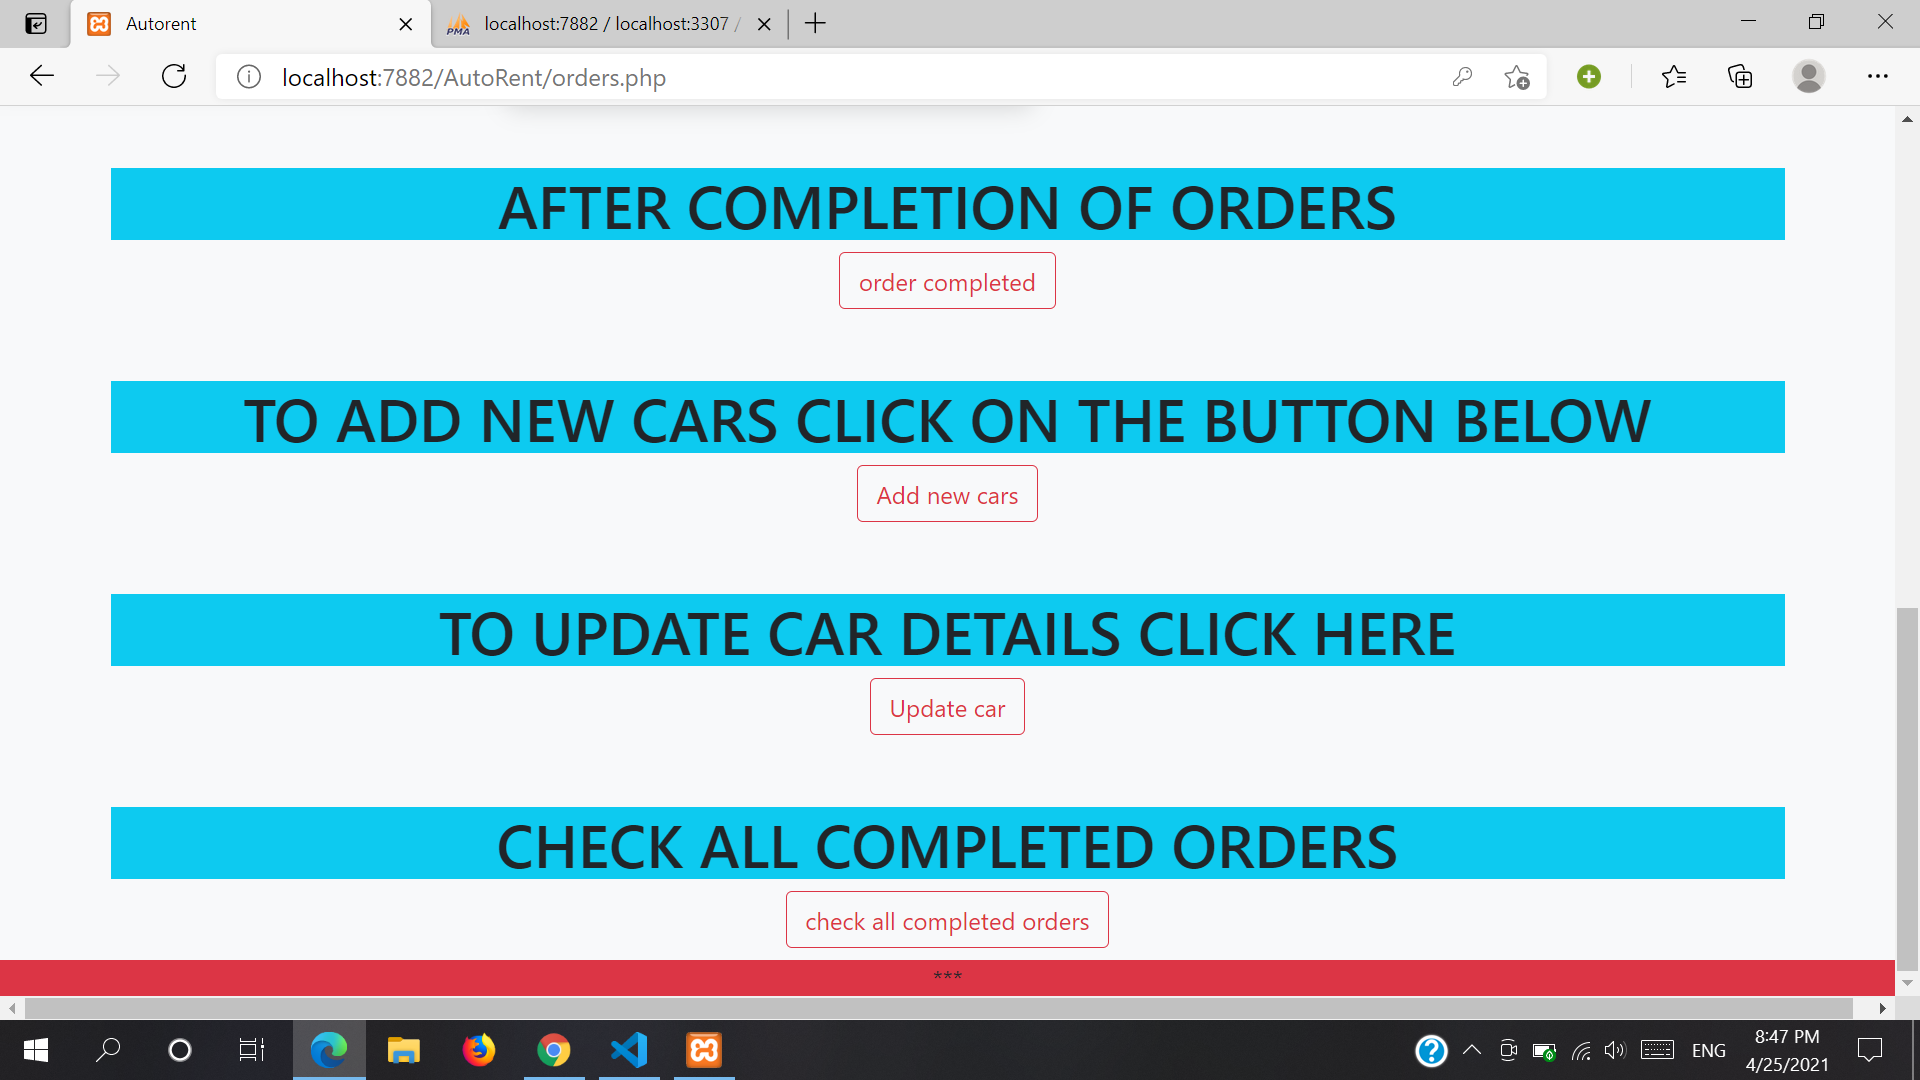 Autorent
PMA
localhost:7882 / localhost:3307 /
localhost:7882/AutoRent/orders.php
AFTER COMPLETION OF ORDERS
order completed
TO ADD NEW CARS CLICK ON THE BUTTON BELOW
Add new cars
TO UPDATE CAR DETAILS CLICK HERE
Update car
CHECK ALL COMPLETED ORDERS
check all completed orders
***
ENG
8:47 PM
4/25/2021